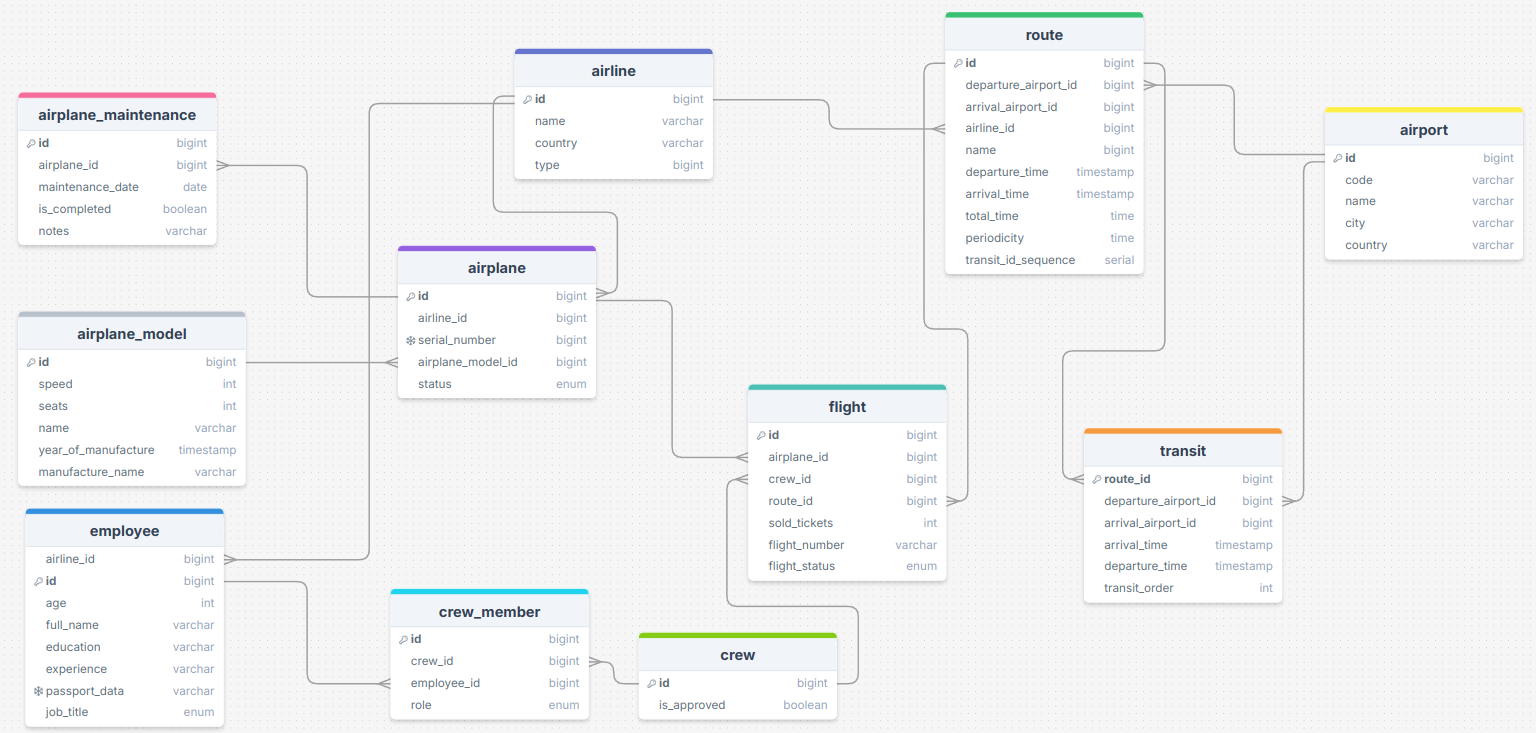 airplane_maintenance
id bigint
airplane_id bigint
maintenance_date date
is_completed boolean
notes varchar
airplane_model
id bigint
speed int
seats int
name varchar
year_of_manufacture timestamp
manufacture_name varchar
employee
airline_id bigint
id bigint
age int
full_name varchar
education varchar
experience varchar
passport_data varchar
job_title enum
airline
id bigint
name varchar
country varchar
type bigint
airplane
id bigint
airline_id bigint
serial_number bigint
airplane_model_id bigint
status enum
crew_member
id bigint
crew_id bigint
employee_id bigint
role enum
crew
id bigint
is_approved boolean
flight
id bigint
airplane_id bigint
crew_id bigint
route_id bigint
sold_tickets int
flight_number varchar
flight_status enum
route
id bigint
departure_airport_id bigint
arrival_airport_id bigint
airline_id bigint
name bigint
departure_time timestamp
arrival_time timestamp
total_time time
periodicity time
transit_id_sequence serial
transit
route_id bigint
departure_airport_id bigint
arrival_airport_id bigint
arrival_time timestamp
departure_time timestamp
transit_order int
airport
id bigint
code varchar
name varchar
city varchar
country varchar